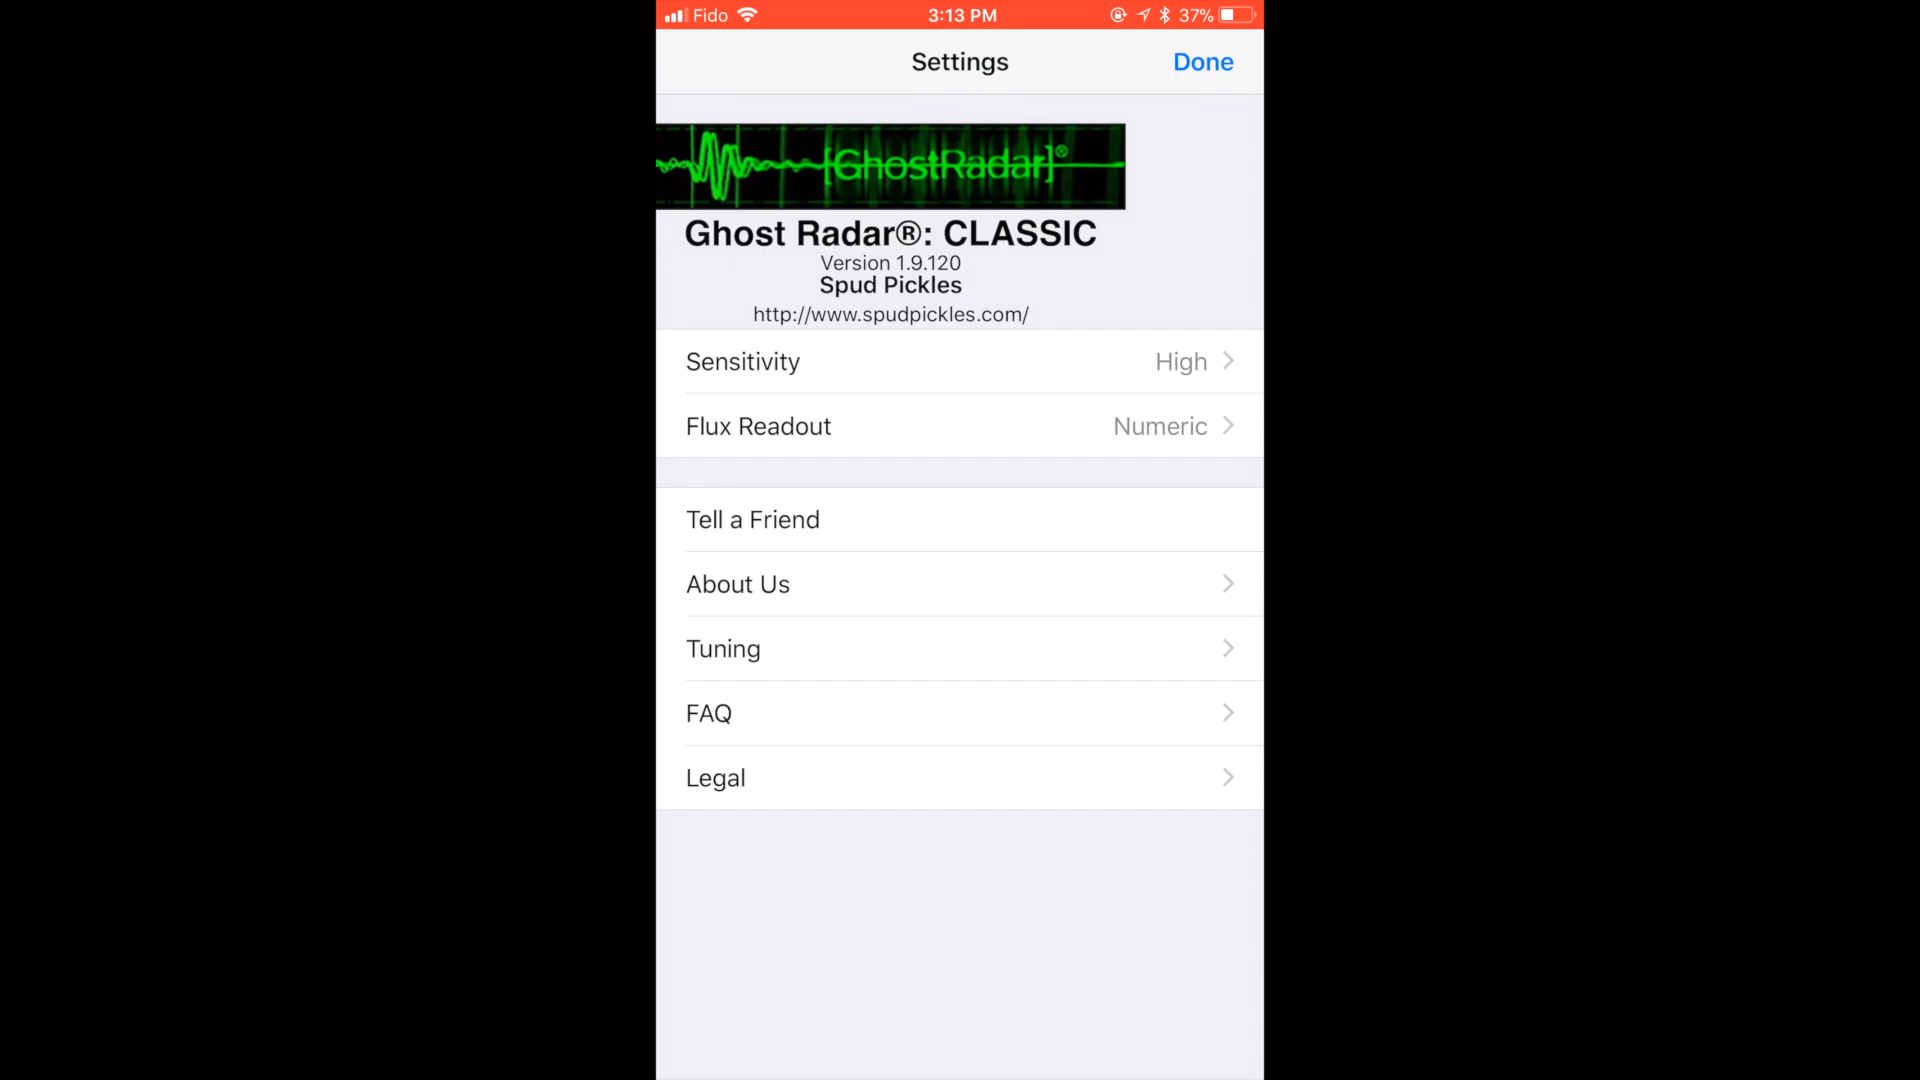 Fido 3:13 PM 37%
Settings Done
[GhostRadar]®
Ghost Radar®: CLASSIC
Version 1.9.120
Spud Pickles
http://www.spudpickles.com/
Sensitivity High
Flux Readout Numeric
Tell a Friend
About Us
Tuning
FAQ
Legal